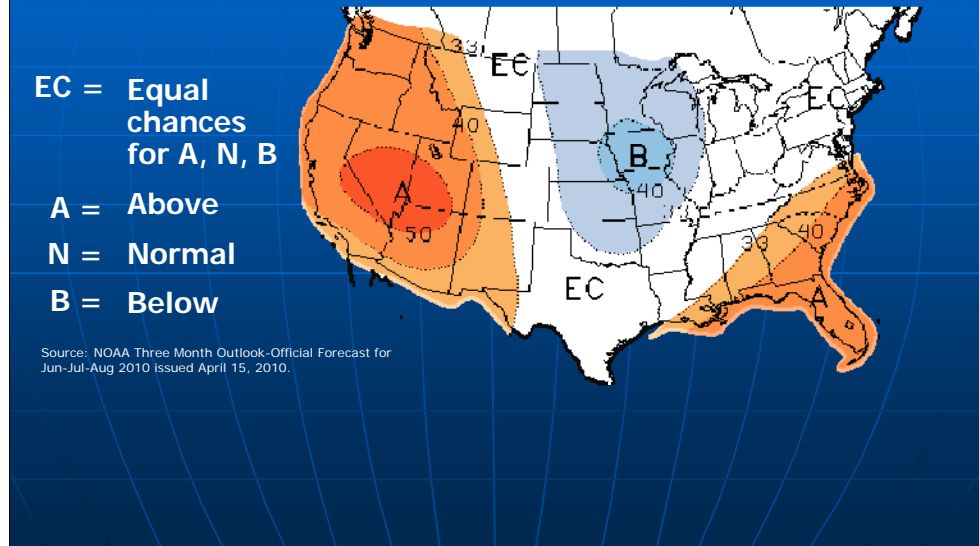 EC = Equal
chances
for A, N, B
A = Above
N = Normal
B = Below
Source: NOAA Three Month Outlook-Official Forecast for
Jun-Jul-Aug 2010 issued April 15, 2010.
33
EC
EC
40
B
A
40
50
33
40
EC
A